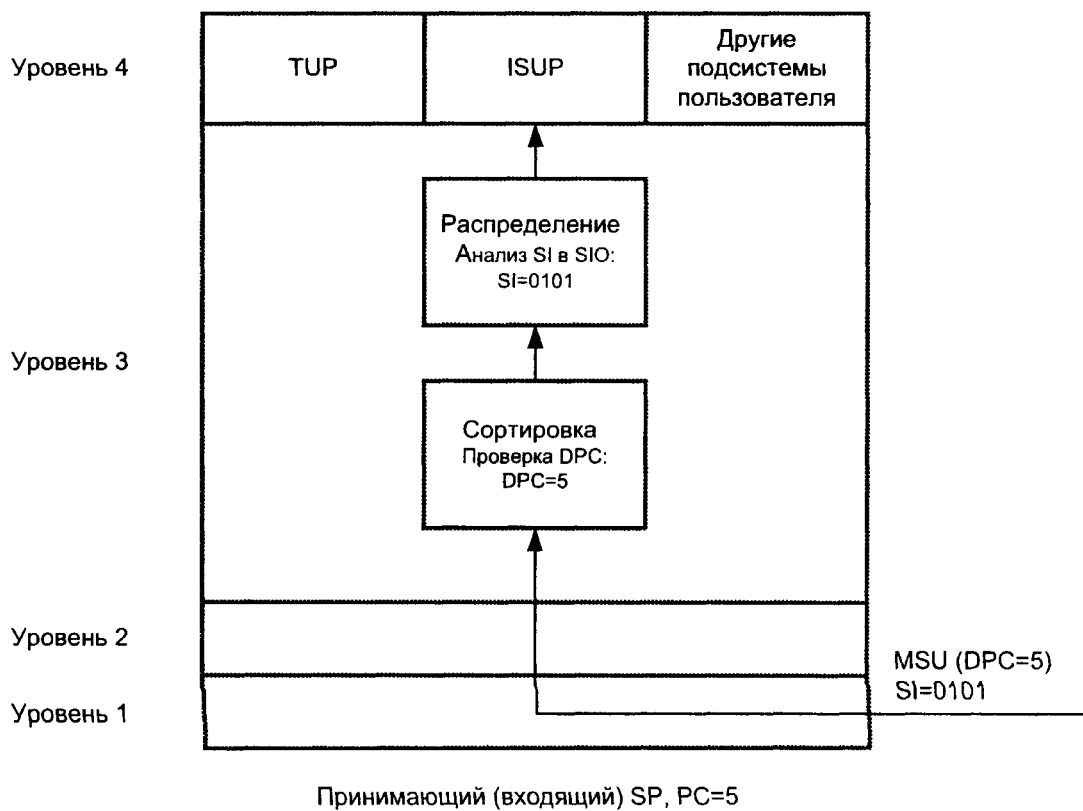 Уровень 4
TUP
ISUP
Другие
подсистемы
пользователя
Распределение
Анализ SI в SIO:
SI=0101
Уровень 3
Сортировка
Проверка DPC:
DPC=5
Уровень 2
MSU (DPC=5)
SI=0101
Уровень 1
Принимающий (входящий) SP, PC=5